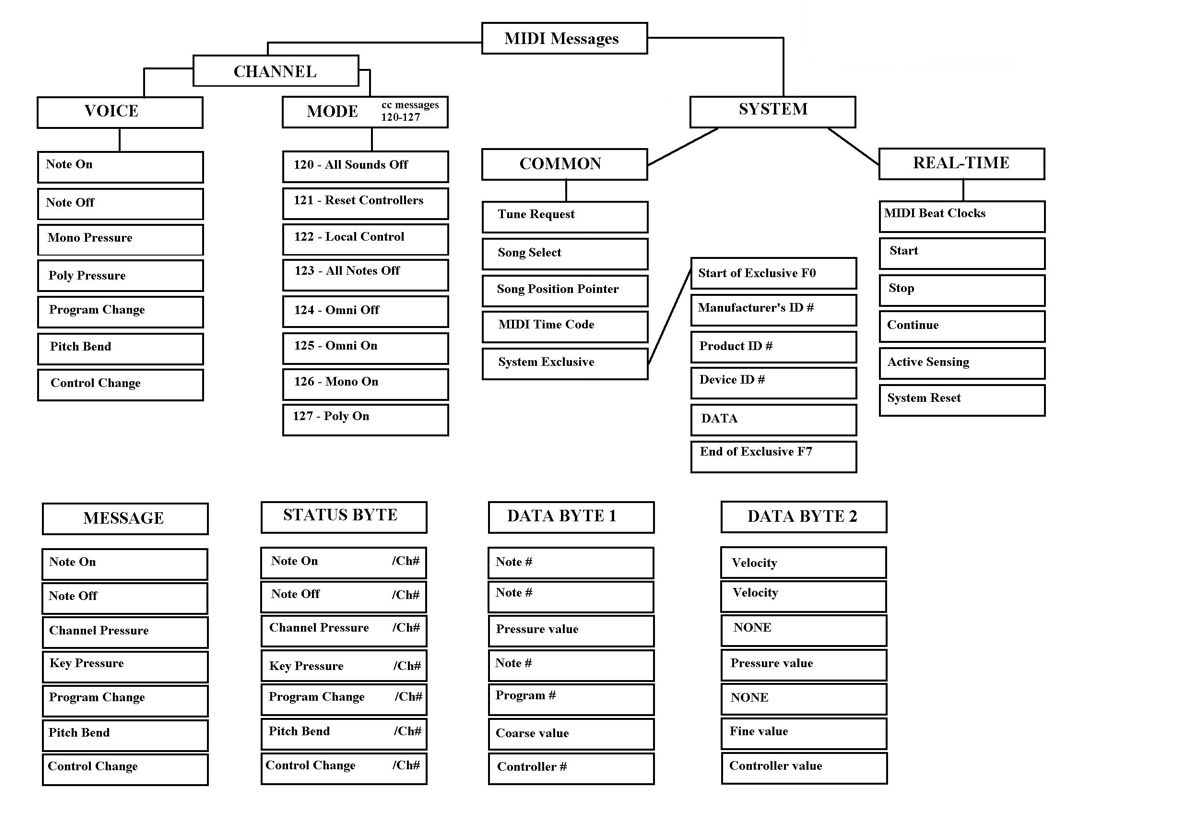 MIDI Messages
CHANNEL
VOICE
Note On
Note Off
Mono Pressure
Poly Pressure
Program Change
Pitch Bend
Control Change
MODE
cc messages
120-127
120 - All Sounds Off
121 - Reset Controllers
122 - Local Control
123 - All Notes Off
124 - Omni Off
125 - Omni On
126 - Mono On
127 - Poly On
SYSTEM
COMMON
Tune Request
Song Select
Song Position Pointer
MIDI Time Code
System Exclusive
Start of Exclusive F0
Manufacturer's ID #
Product ID #
Device ID #
DATA
End of Exclusive F7
REAL-TIME
MIDI Beat Clocks
Start
Stop
Continue
Active Sensing
System Reset
MESSAGE
Note On
Note Off
Channel Pressure
Key Pressure
Program Change
Pitch Bend
Control Change
STATUS BYTE
Note On /Ch#
Note Off /Ch#
Channel Pressure /Ch#
Key Pressure /Ch#
Program Change /Ch#
Pitch Bend /Ch#
Control Change /Ch#
DATA BYTE 1
Note #
Note #
Pressure value
Note #
Program #
Coarse value
Controller #
DATA BYTE 2
Velocity
Velocity
NONE
Pressure value
NONE
Fine value
Controller value